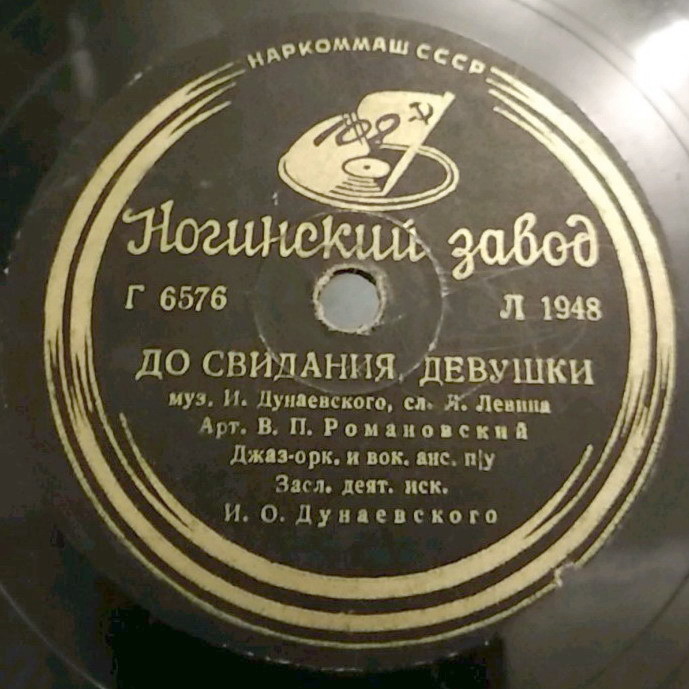 НАРКОММАШ СССР
Ногинский завод
Г 6576
Л 1948
ДО СВИДАНИЯ, ДЕВУШКИ
муз. И. Дунаевского, сл. Я. Левина
Арт. В. П. Романовский
Джаз-орк. и вок. анс. п/у
Засл. деят. иск.
И. О. Дунаевского